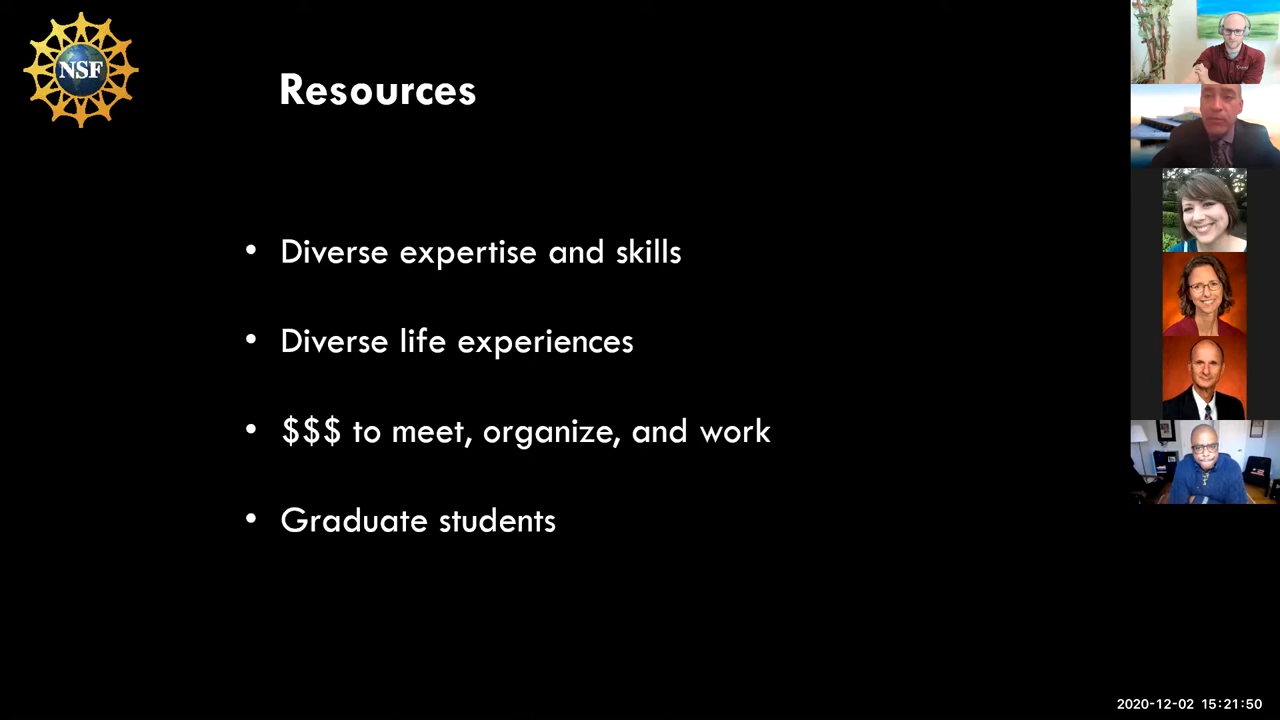 NSF
Resources
• Diverse expertise and skills
• Diverse life experiences
• $$$ to meet, organize, and work
• Graduate students
2020-12-02 15:21:50